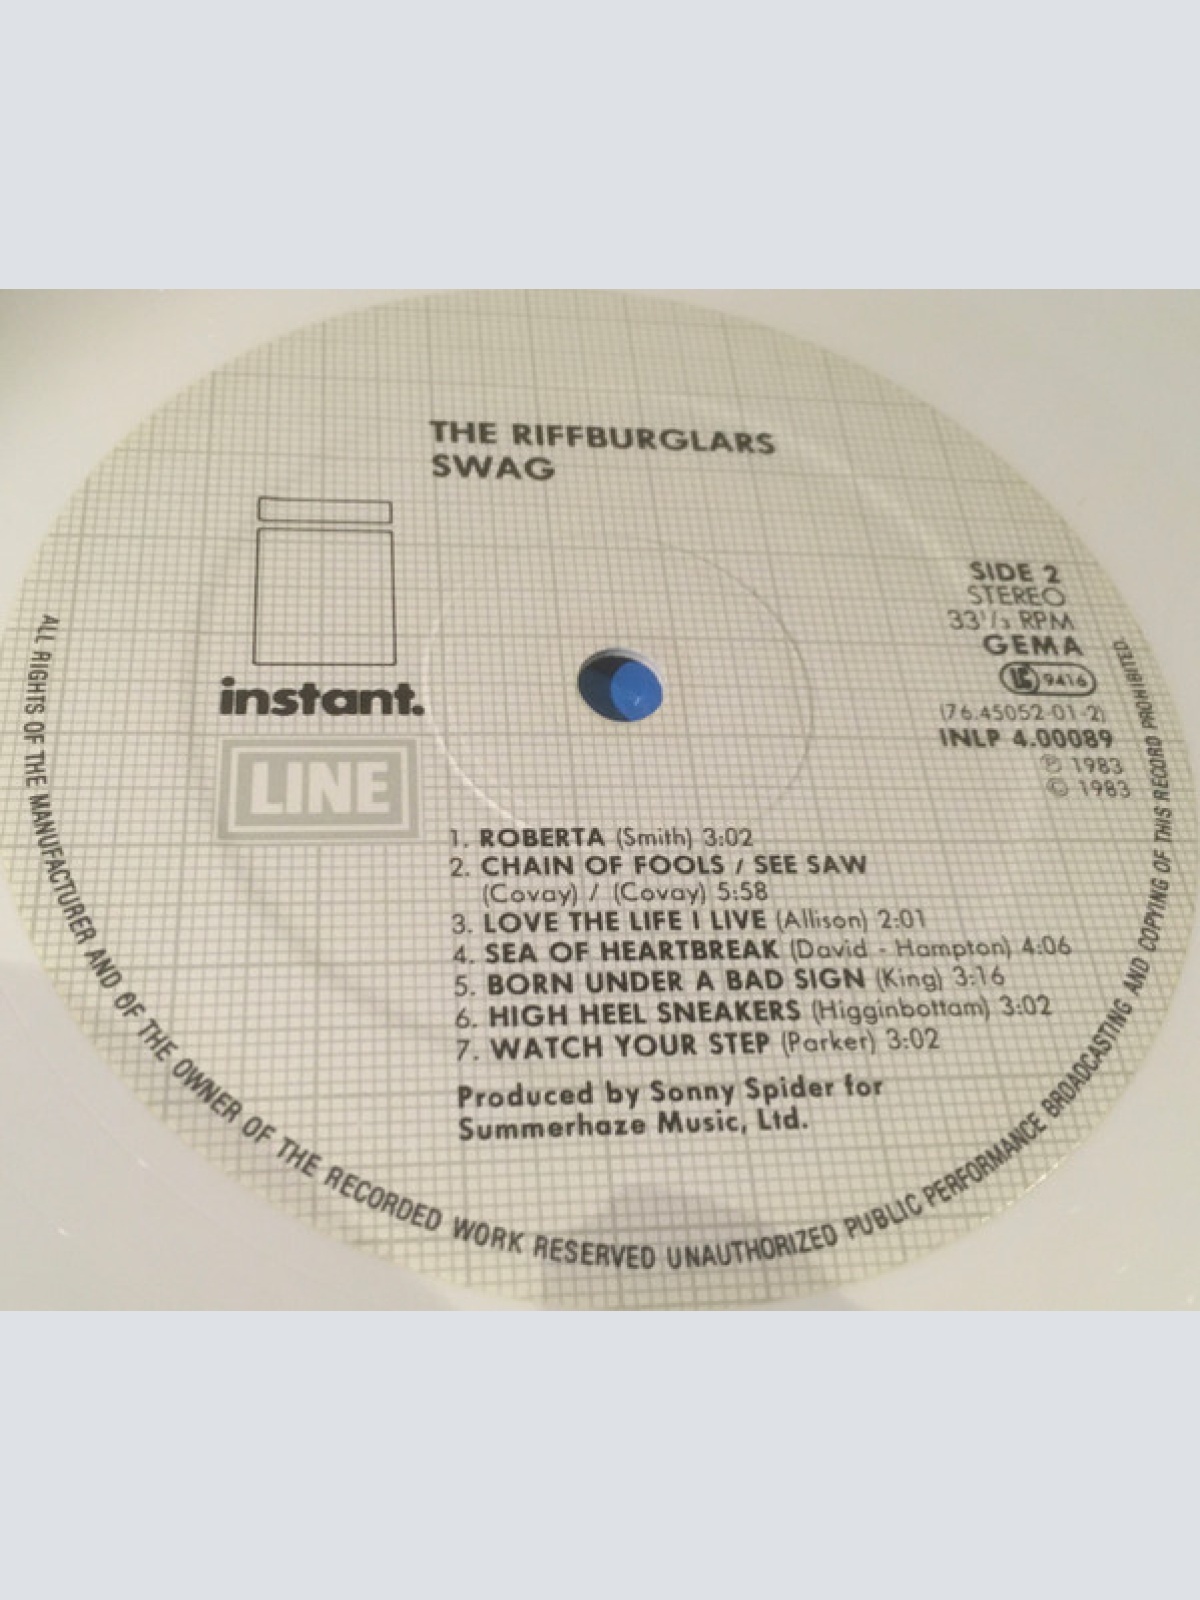 THE RIFFBURGLARS
SWAG
SIDE 2
STEREO
33⅓ RPM
GEMA
LC 9416
(76.45052-01-2)
INLP 4.00089
℗ 1983
© 1983
instant.
LINE
1. ROBERTA (Smith) 3:02
2. CHAIN OF FOOLS / SEE SAW
(Covay) / (Covay) 5:58
3. LOVE THE LIFE I LIVE (Allison) 2:01
4. SEA OF HEARTBREAK (David - Hampton) 4:06
5. BORN UNDER A BAD SIGN (King) 3:16
6. HIGH HEEL SNEAKERS (Higginbottam) 3:02
7. WATCH YOUR STEP (Parker) 3:02
Produced by Sonny Spider for
Summerhaze Music, Ltd.
ALL RIGHTS OF THE MANUFACTURER AND OF THE OWNER OF THE RECORDED WORK RESERVED UNAUTHORIZED PUBLIC PERFORMANCE BROADCASTING AND COPYING OF THIS RECORD PROHIBITED.